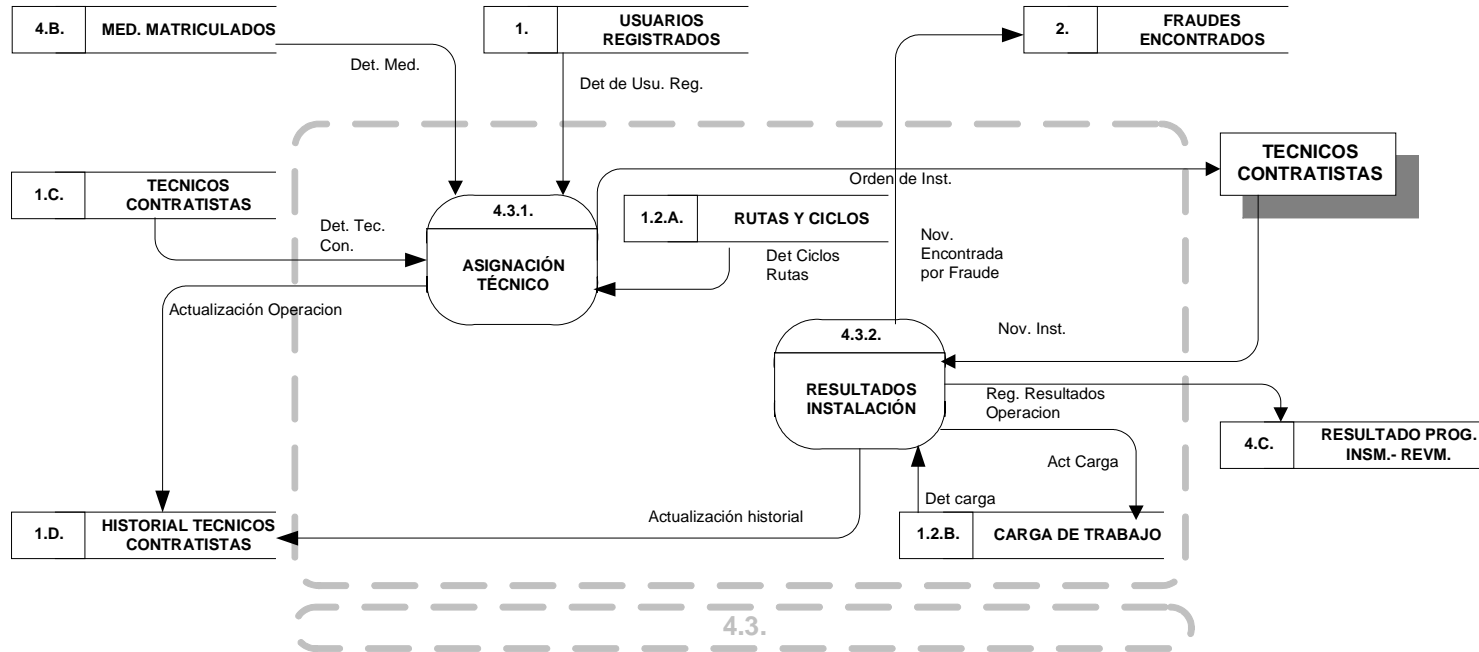 4.B.
MED. MATRICULADOS
1.
USUARIOS
REGISTRADOS
2.
FRAUDES
ENCONTRADOS
Det. Med.
Det de Usu. Reg.
TECNICOS
CONTRATISTAS
1.C.
TECNICOS
CONTRATISTAS
Orden de Inst.
4.3.1.
ASIGNACIÓN
TÉCNICO
1.2.A.
RUTAS Y CICLOS
Det. Tec.
Con.
Det Ciclos
Rutas
Nov.
Encontrada
por Fraude
Actualización Operacion
Nov. Inst.
4.3.2.
RESULTADOS
INSTALACIÓN
Reg. Resultados
Operacion
4.C.
RESULTADO PROG.
INSM.- REVM.
Act Carga
Det carga
Actualización historial
1.D.
HISTORIAL TECNICOS
CONTRATISTAS
1.2.B.
CARGA DE TRABAJO
4.3.